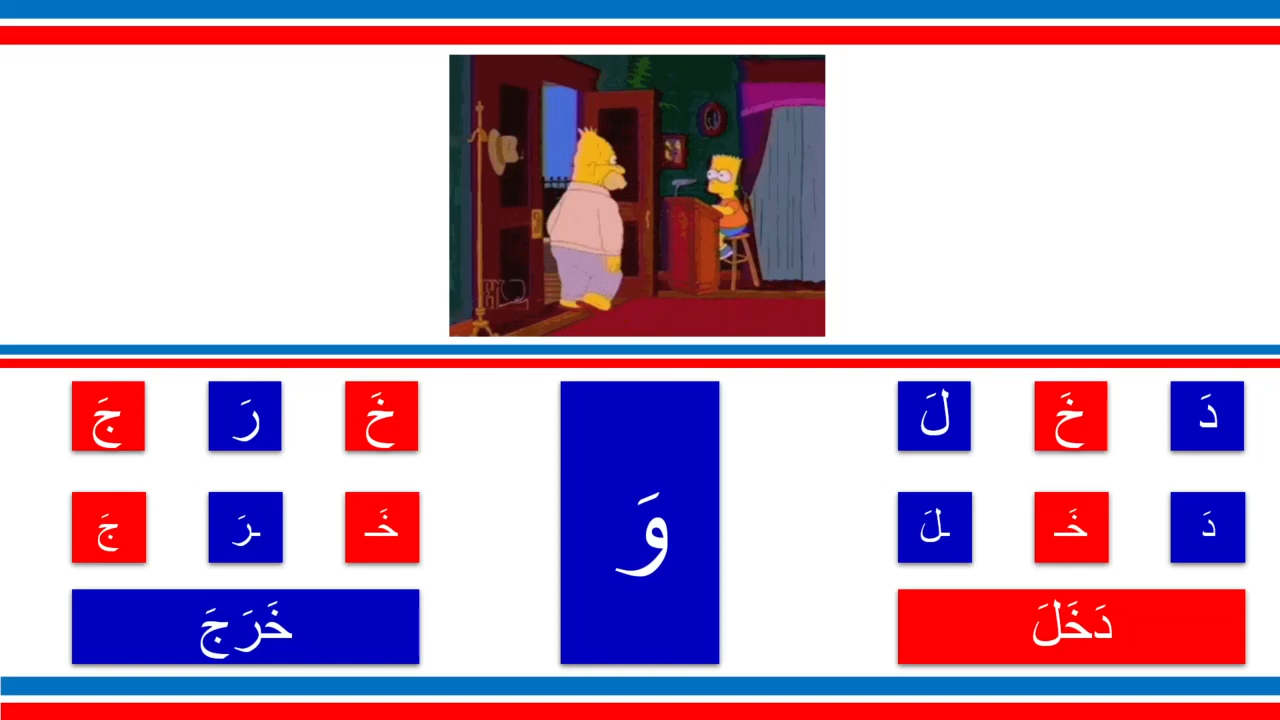 دَ خَ لَ وَ خَ رَ جَ
دَ خَـ ـلَ خَـ ـرَ جَ
دَخَلَ خَرَجَ